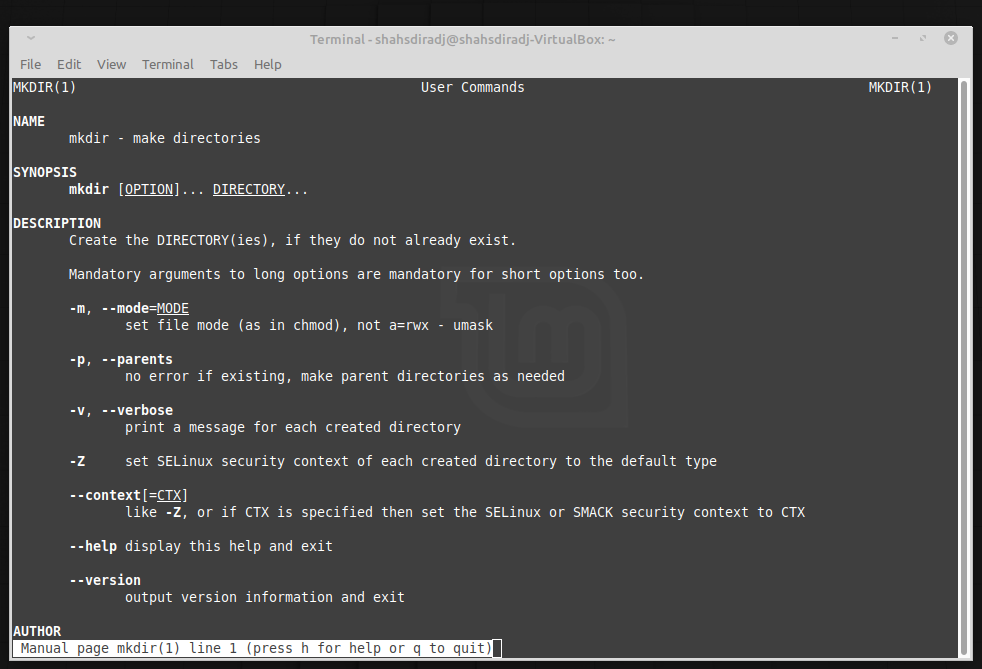 Terminal - shahsdiradj@shahsdiradj-VirtualBox: ~
File Edit View Terminal Tabs Help
MKDIR(1) User Commands MKDIR(1)
NAME
mkdir - make directories
SYNOPSIS
mkdir [OPTION]... DIRECTORY...
DESCRIPTION
Create the DIRECTORY(ies), if they do not already exist.
Mandatory arguments to long options are mandatory for short options too.
-m, --mode=MODE
set file mode (as in chmod), not a=rwx - umask
-p, --parents
no error if existing, make parent directories as needed
-v, --verbose
print a message for each created directory
-Z set SELinux security context of each created directory to the default type
--context[=CTX]
like -Z, or if CTX is specified then set the SELinux or SMACK security context to CTX
--help display this help and exit
--version
output version information and exit
AUTHOR
Manual page mkdir(1) line 1 (press h for help or q to quit)